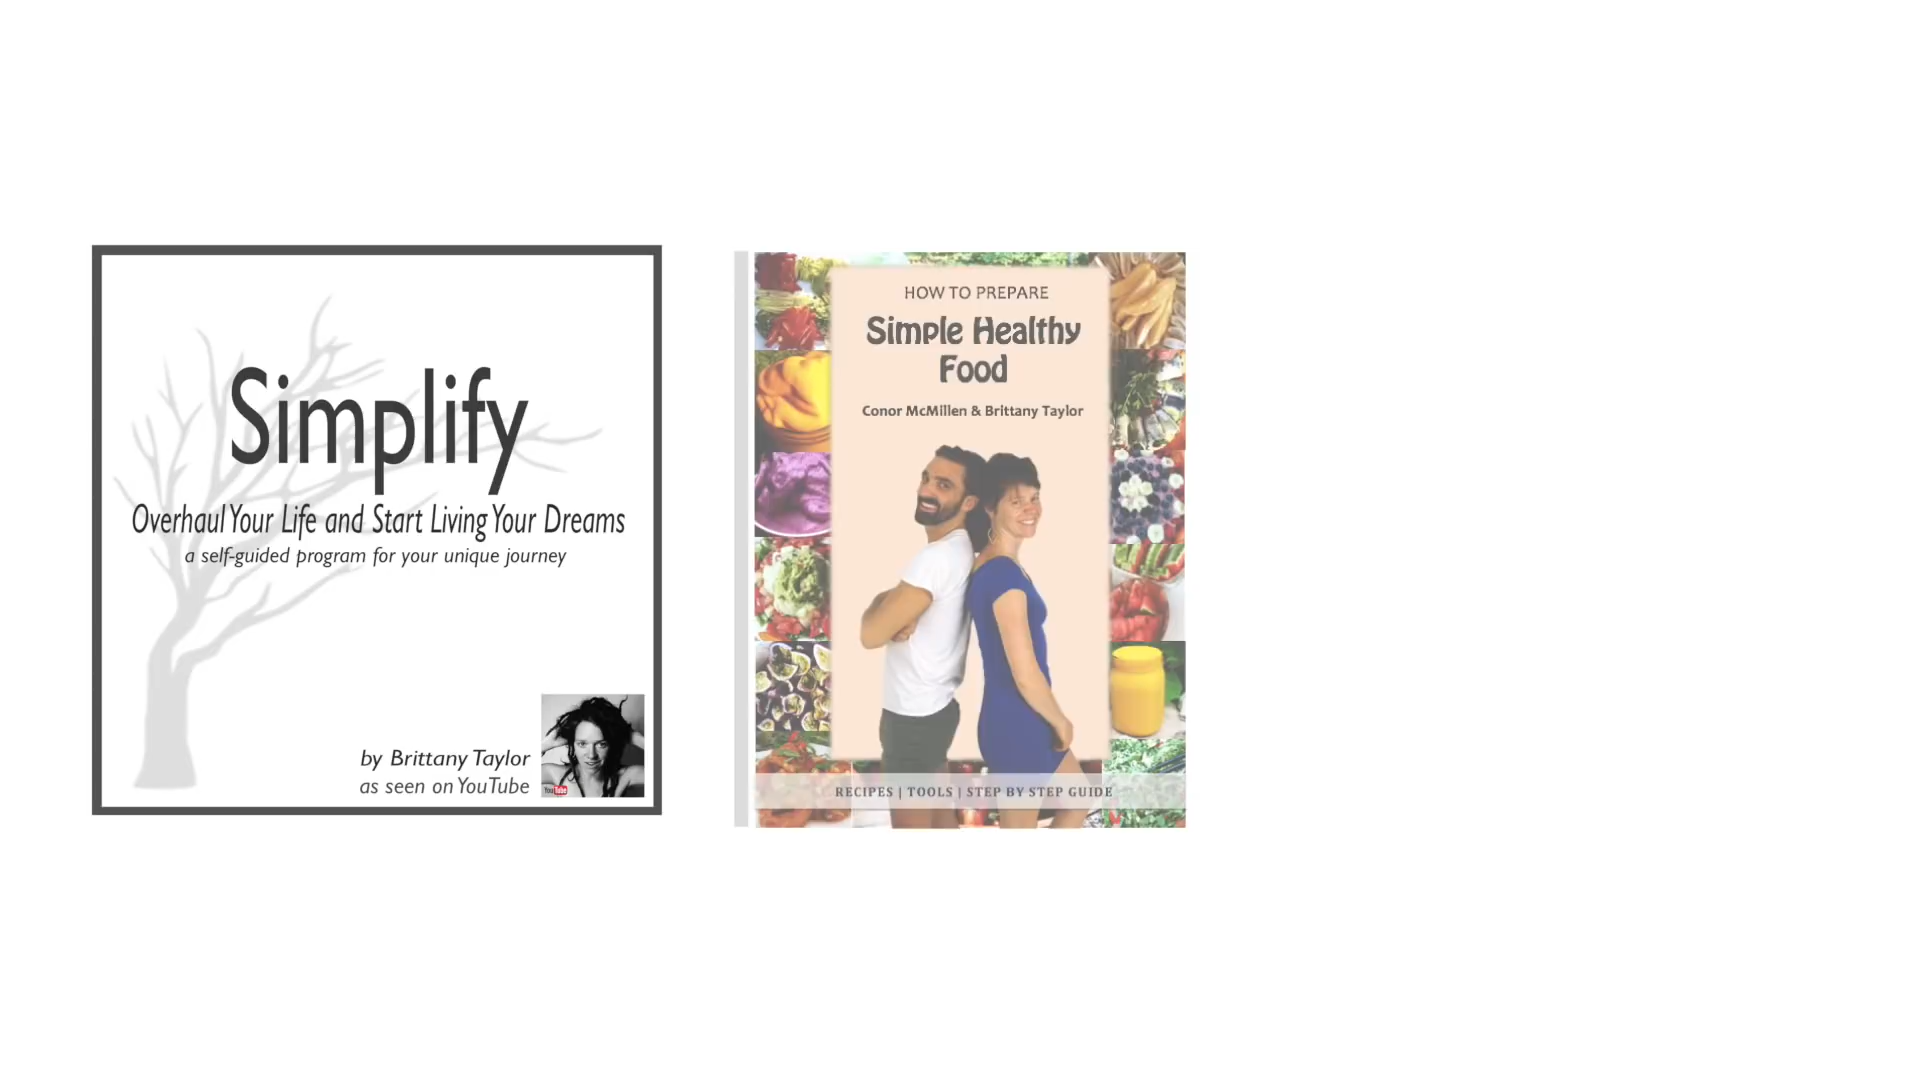 Simplify
Overhaul Your Life and Start Living Your Dreams
a self-guided program for your unique journey
by Brittany Taylor
as seen on YouTube
YouTube
HOW TO PREPARE
Simple Healthy
Food
Conor McMillen & Brittany Taylor
RECIPES | TOOLS | STEP BY STEP GUIDE